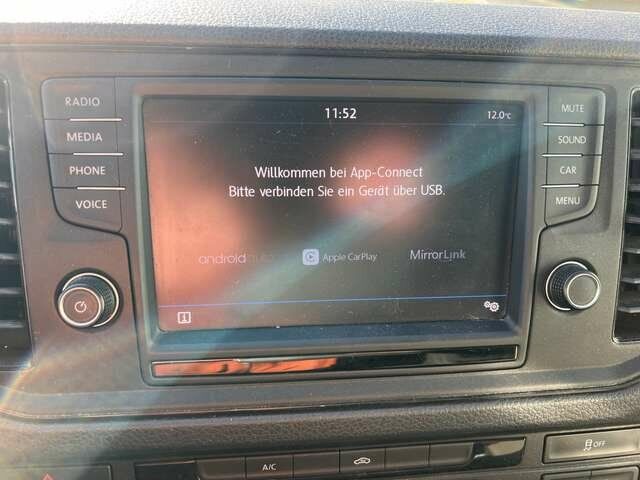 RADIO
MEDIA
PHONE
VOICE
11:52
12.0°C
Willkommen bei App-Connect
Bitte verbinden Sie ein Gerät über USB.
androidauto
Apple CarPlay
MirrorLink
MUTE
SOUND
CAR
MENU
A/C
OFF